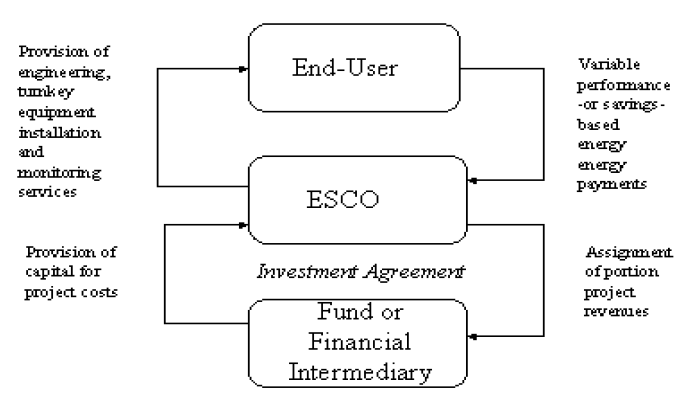 Provision of
engineering,
turnkey
equipment
installation
and
monitoring
services
End-User
Variable
performance
-or savings-
based
energy
energy
payments
ESCO
Provision of
capital for
project costs
Investment Agreement
Assignment
of portion
project
revenues
Fund or
Financial
Intermediary